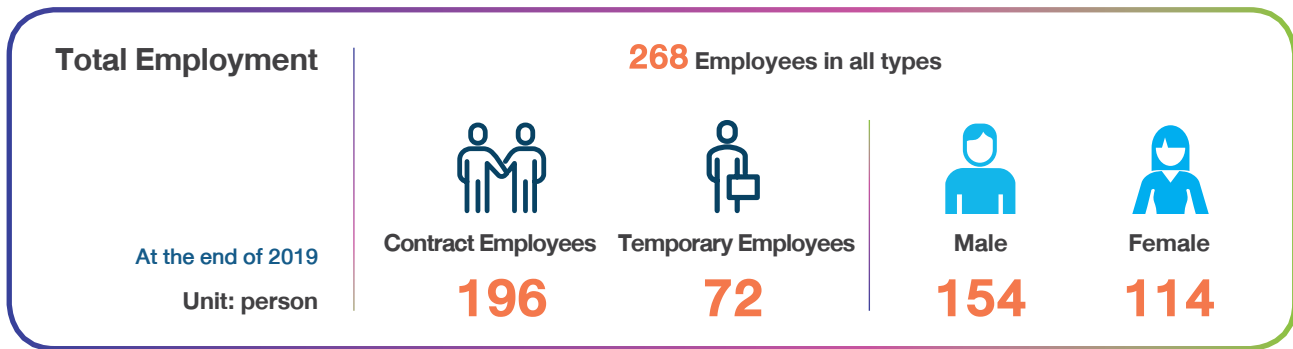 Total Employment
268 Employees in all types
At the end of 2019
Unit: person
Contract Employees
196
Temporary Employees
72
Male
154
Female
114